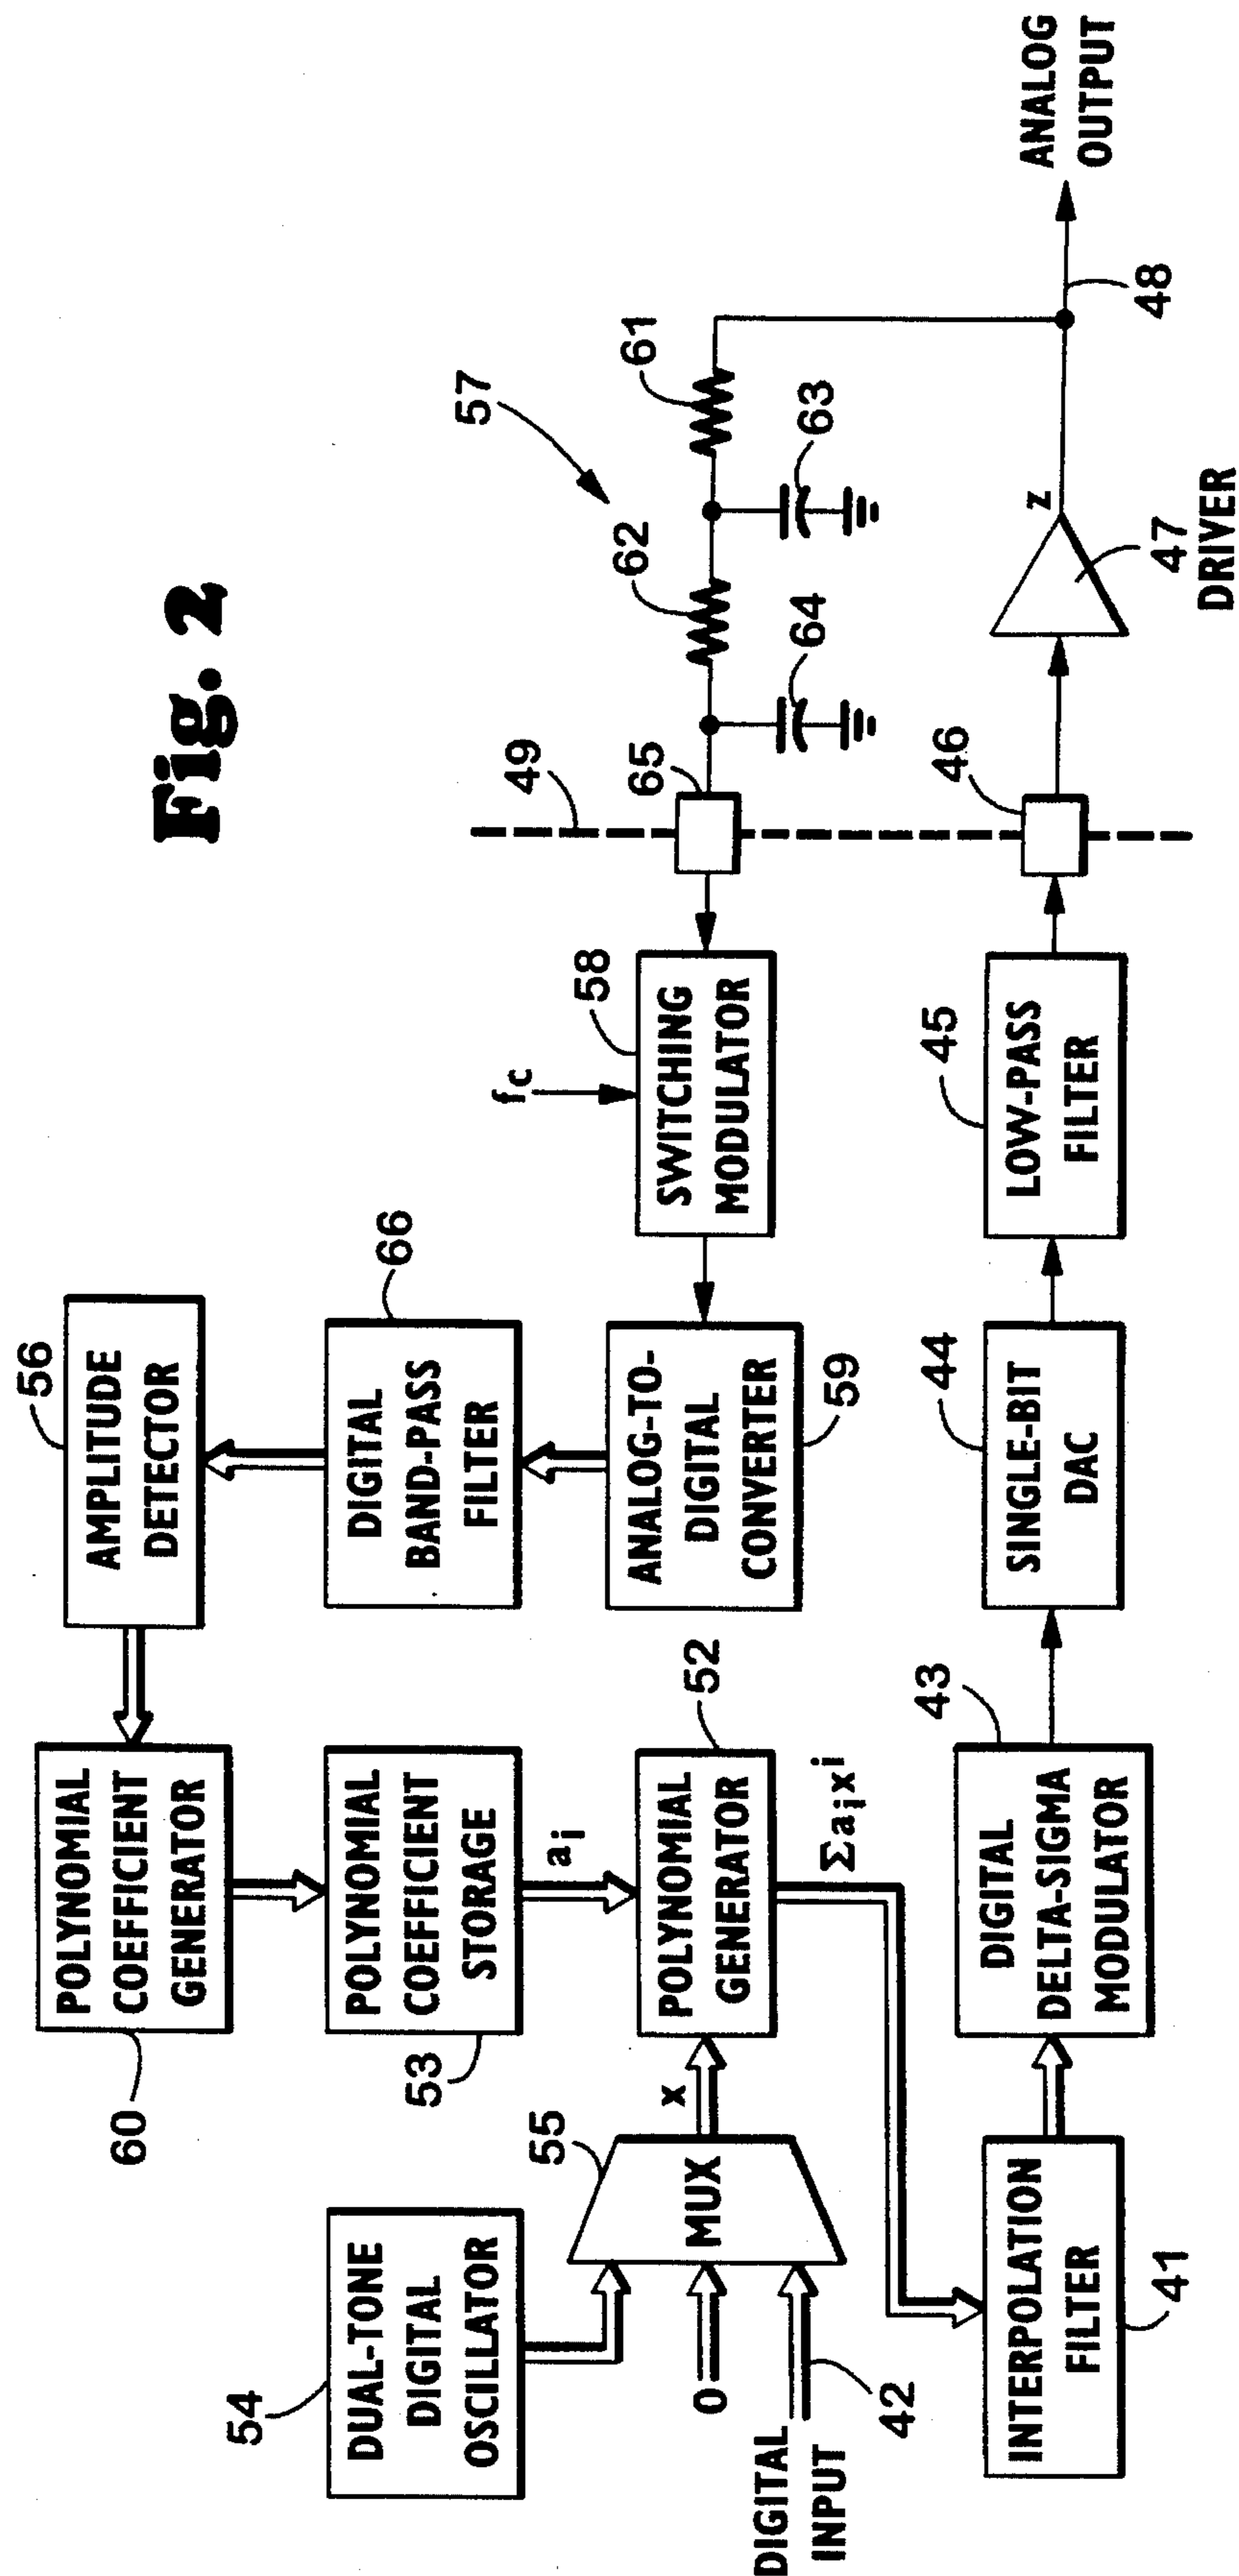 Fig. 2
56
AMPLITUDE
DETECTOR
60
POLYNOMIAL
COEFFICIENT
GENERATOR
66
DIGITAL
BAND-PASS
FILTER
54
DUAL-TONE
DIGITAL
OSCILLATOR
53
POLYNOMIAL
COEFFICIENT
STORAGE
57
49
f c
58
SWITCHING
MODULATOR
65
62
61
64
63
ANALOG-TO-
DIGITAL
CONVERTER
59
a i
52
POLYNOMIAL
GENERATOR
x
55
MUX
0
DIGITAL
INPUT
42
Σ a i x i
41
INTERPOLATION
FILTER
43
DIGITAL
DELTA-SIGMA
MODULATOR
44
SINGLE-BIT
DAC
45
LOW-PASS
FILTER
46
z
47
DRIVER
48
ANALOG
OUTPUT